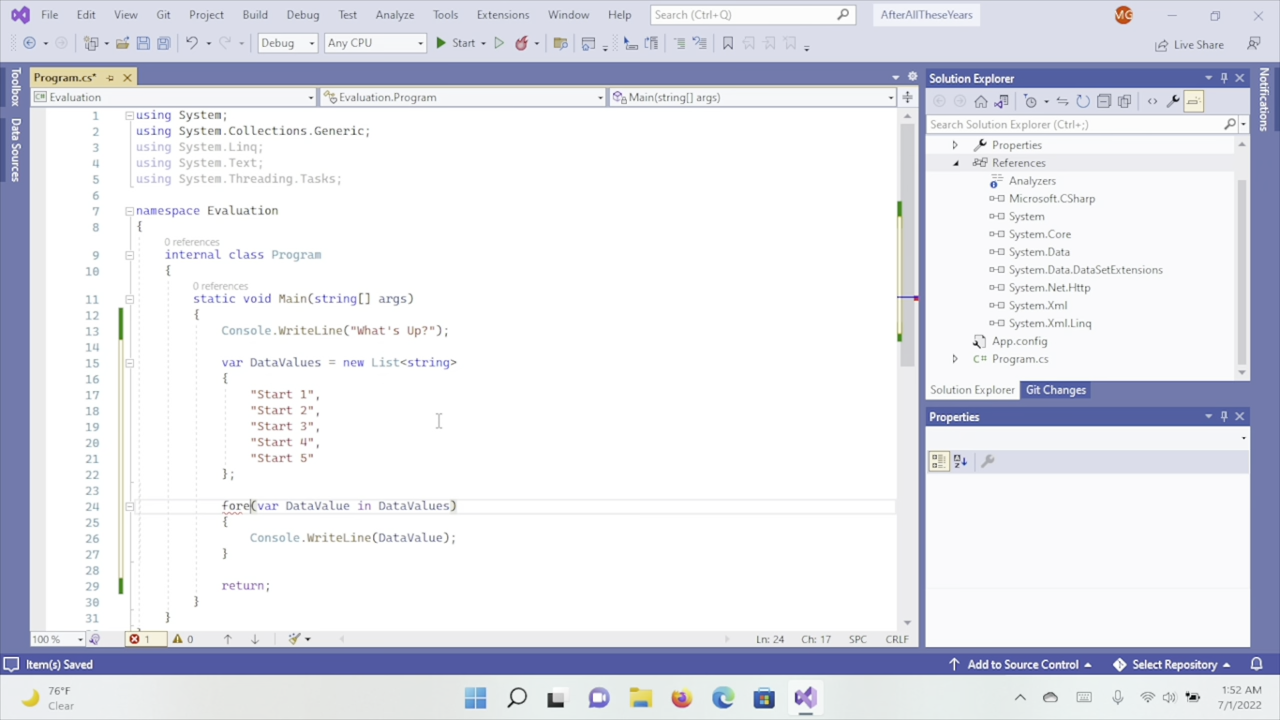 File Edit View Git Project Build Debug Test Analyze Tools Extensions Window Help Search (Ctrl+Q) AfterAllTheseYears MG
Debug Any CPU Start Live Share
Program.cs*
Evaluation Evaluation.Program Main(string[] args)
Toolbox
Data Sources
1 using System;
2 using System.Collections.Generic;
3 using System.Linq;
4 using System.Text;
5 using System.Threading.Tasks;
6
7 namespace Evaluation
8 {
0 references
9 internal class Program
10 {
0 references
11 static void Main(string[] args)
12 {
13 Console.WriteLine("What's Up?");
14
15 var DataValues = new List<string>
16 {
17 "Start 1",
18 "Start 2",
19 "Start 3",
20 "Start 4",
21 "Start 5"
22 };
23
24 fore(var DataValue in DataValues)
25 {
26 Console.WriteLine(DataValue);
27 }
28
29 return;
30 }
31 }
100 % 1 0 Ln: 24 Ch: 17 SPC CRLF
Solution Explorer
Search Solution Explorer (Ctrl+;)
Properties
References
Analyzers
Microsoft.CSharp
System
System.Core
System.Data
System.Data.DataSetExtensions
System.Net.Http
System.Xml
System.Xml.Linq
App.config
C# Program.cs
Solution Explorer Git Changes
Properties
Notifications
Item(s) Saved Add to Source Control Select Repository
76°F
Clear
1:52 AM
7/1/2022